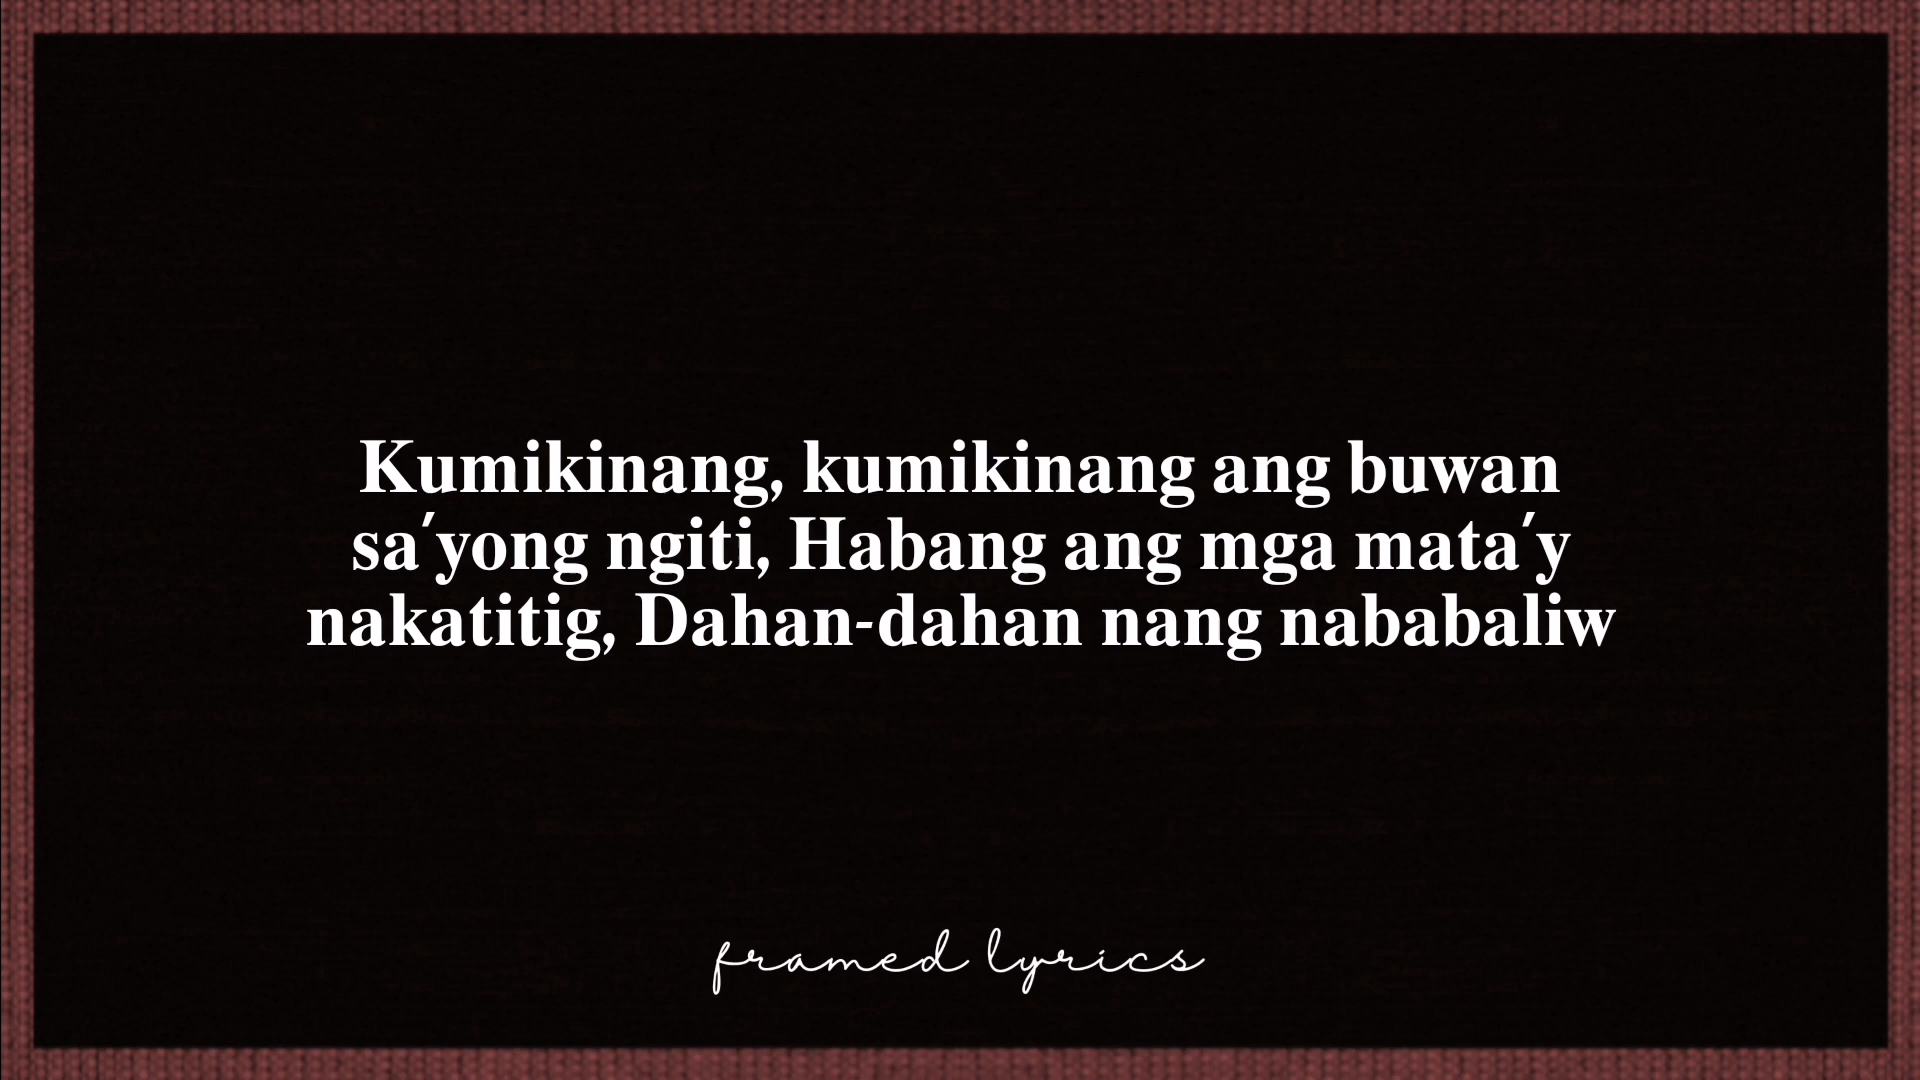 Kumikinang, kumikinang ang buwan
sa'yong ngiti, Habang ang mga mata'y
nakatitig, Dahan-dahan nang nababaliw
framed lyrics